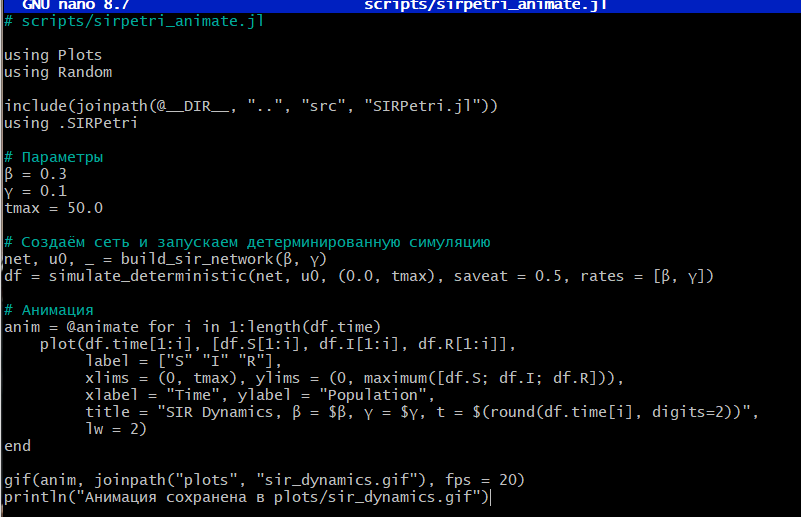 GNU nano 8.7 scripts/sirpetri_animate.jl
# scripts/sirpetri_animate.jl
using Plots
using Random
include(joinpath(@__DIR__, "..", "src", "SIRPetri.jl"))
using .SIRPetri
# Параметры
β = 0.3
γ = 0.1
tmax = 50.0
# Создаём сеть и запускаем детерминированную симуляцию
net, u0, _ = build_sir_network(β, γ)
df = simulate_deterministic(net, u0, (0.0, tmax), saveat = 0.5, rates = [β, γ])
# Анимация
anim = @animate for i in 1:length(df.time)
    plot(df.time[1:i], [df.S[1:i], df.I[1:i], df.R[1:i]],
         label = ["S" "I" "R"],
         xlims = (0, tmax), ylims = (0, maximum([df.S; df.I; df.R])),
         xlabel = "Time", ylabel = "Population",
         title = "SIR Dynamics, β = $β, γ = $γ, t = $(round(df.time[i], digits=2))",
         lw = 2)
end
gif(anim, joinpath("plots", "sir_dynamics.gif"), fps = 20)
println("Анимация сохранена в plots/sir_dynamics.gif")